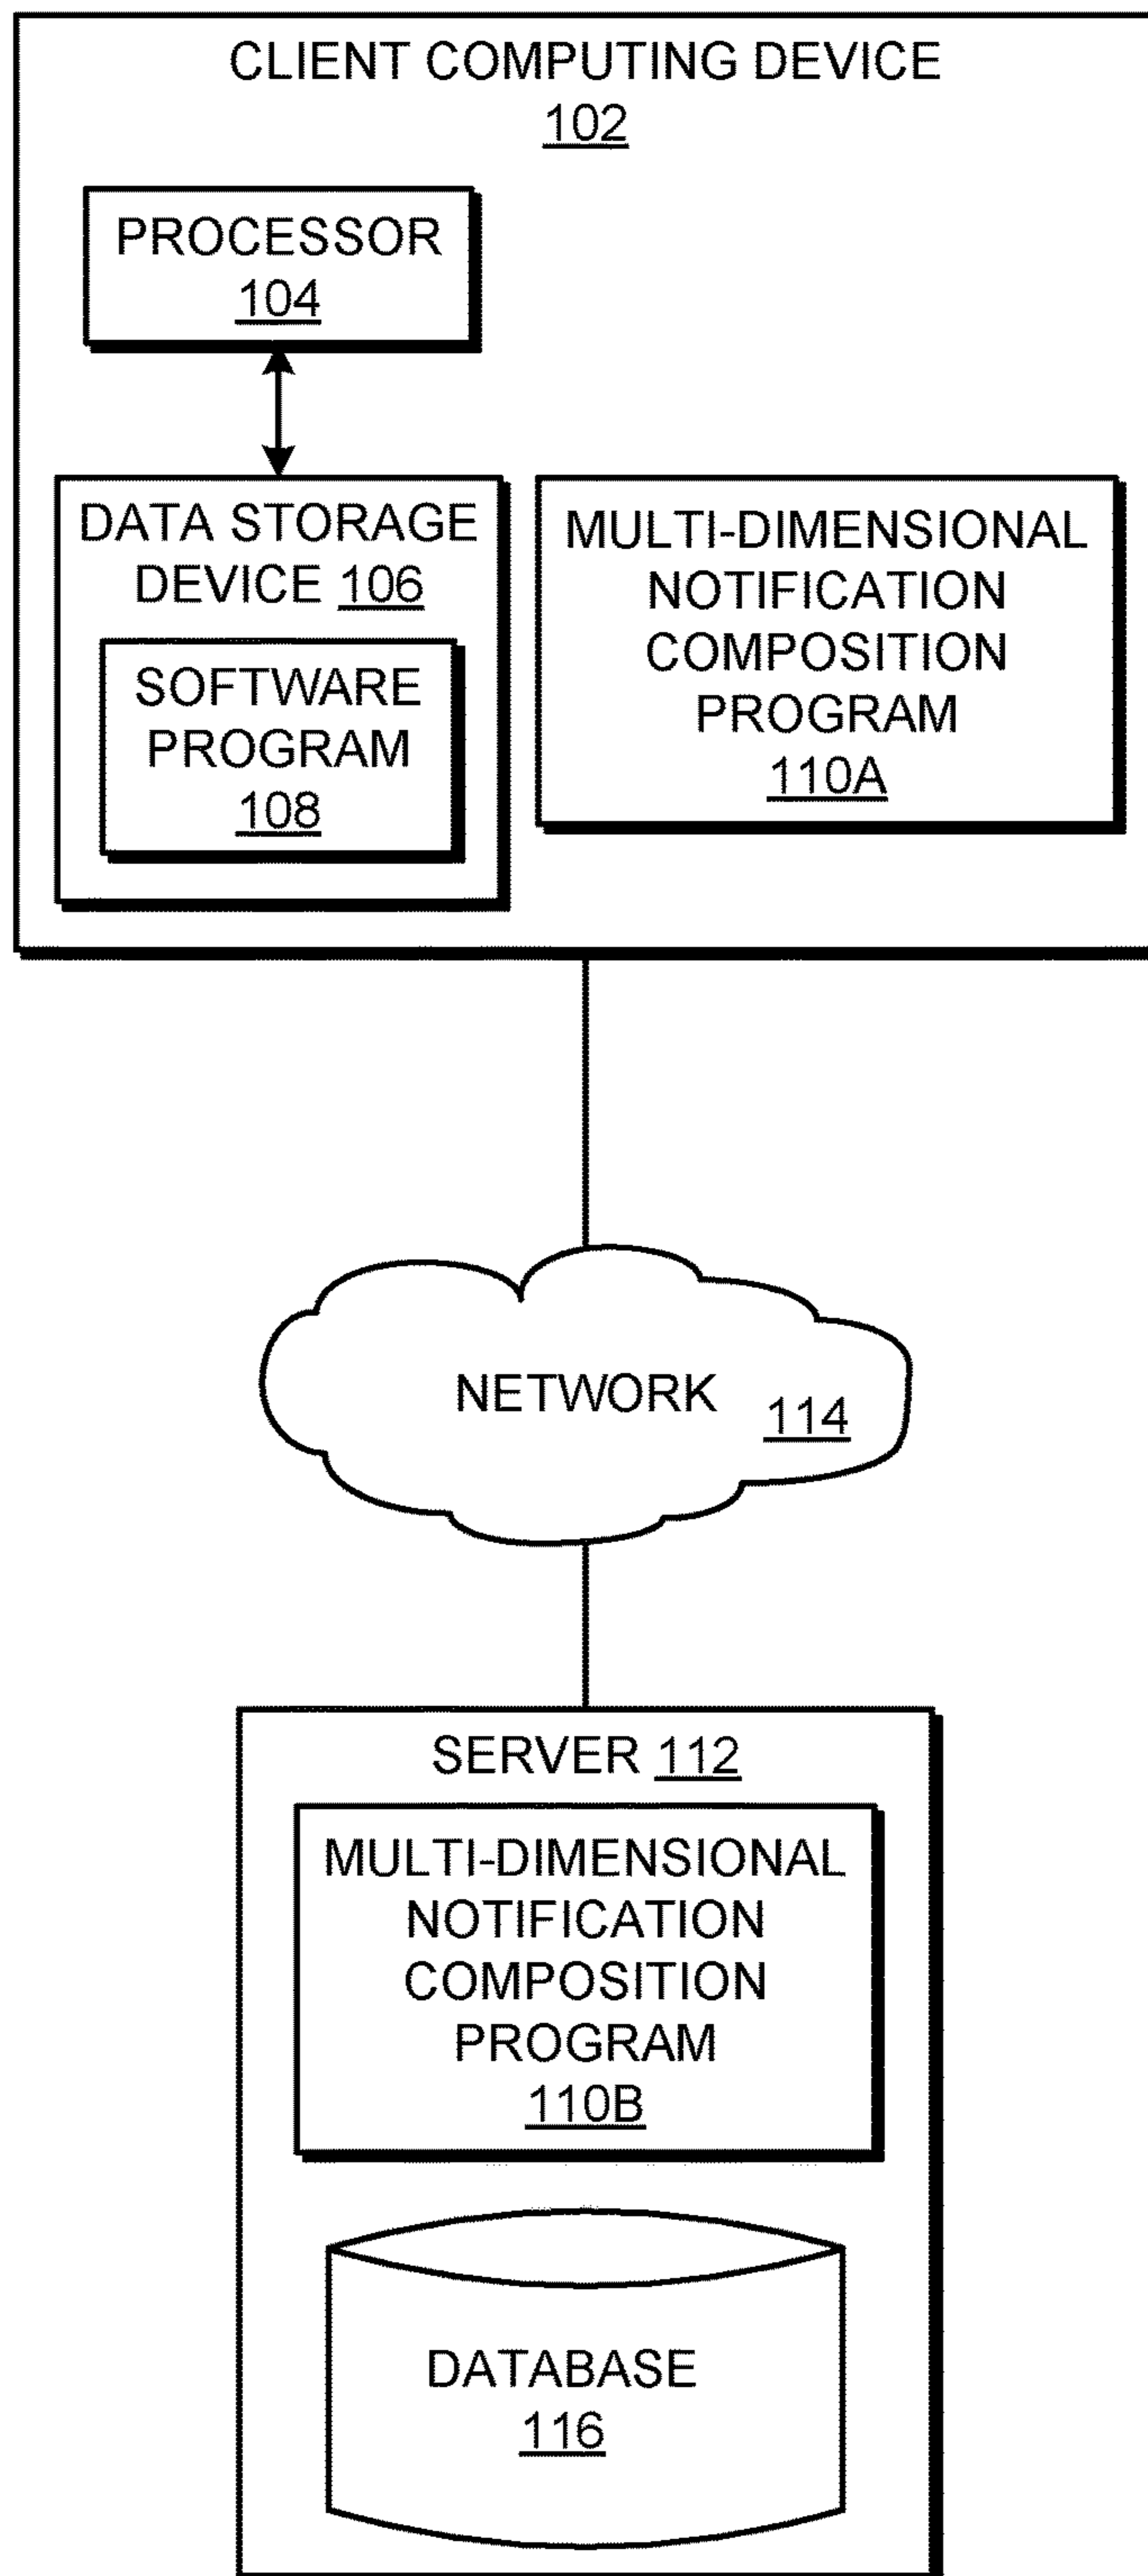 CLIENT COMPUTING DEVICE
102
PROCESSOR
104
DATA STORAGE
DEVICE 106
SOFTWARE
PROGRAM
108
MULTI-DIMENSIONAL
NOTIFICATION
COMPOSITION
PROGRAM
110A
NETWORK 114
SERVER 112
MULTI-DIMENSIONAL
NOTIFICATION
COMPOSITION
PROGRAM
110B
DATABASE
116